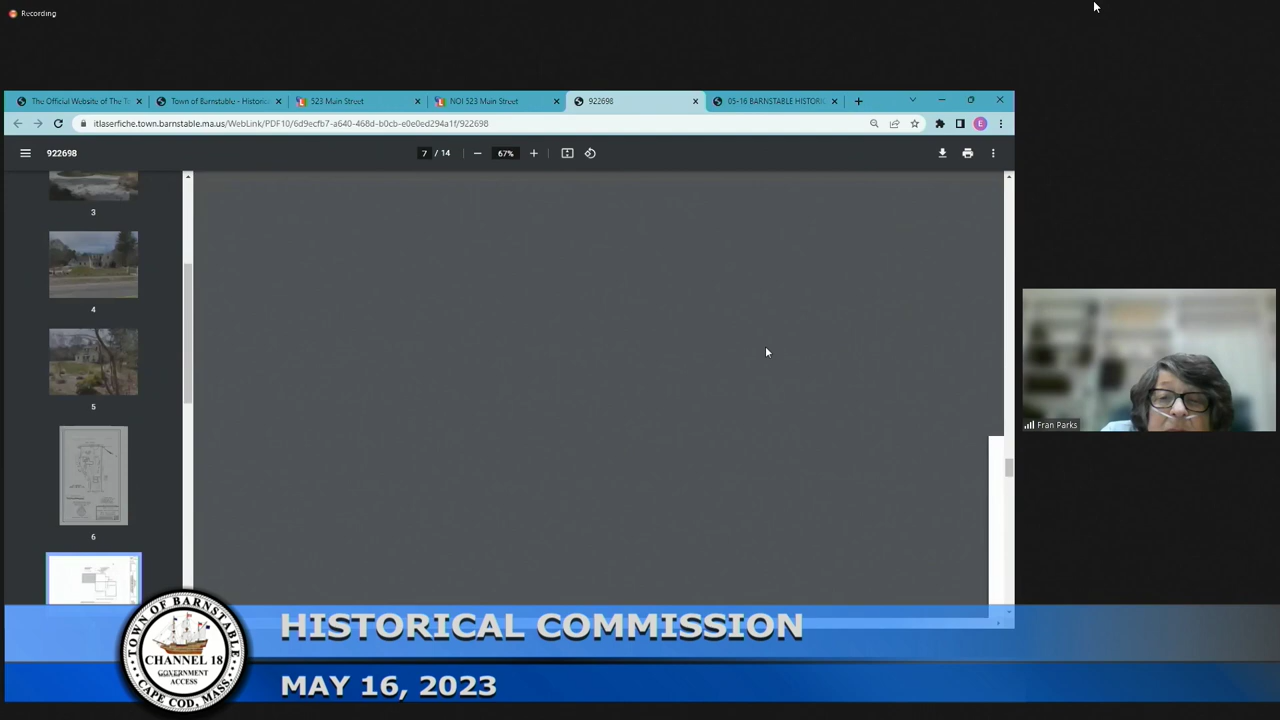 Recording
The Official Website of The T
Town of Barnstable - Historic
523 Main Street
NOI 523 Main Street
922698
05-16 BARNSTABLE HISTORIC
itlaserfiche.town.barnstable.ma.us/WebLink/PDF10/6d9ecfb7-a640-468d-b0cb-e0e0ed294a1f/922698
E
922698
7 / 14
67%
3
4
5
6
Fran Parks
TOWN OF BARNSTABLE
CHANNEL 18
GOVERNMENT
ACCESS
CAPE COD, MASS.
HISTORICAL COMMISSION
MAY 16, 2023